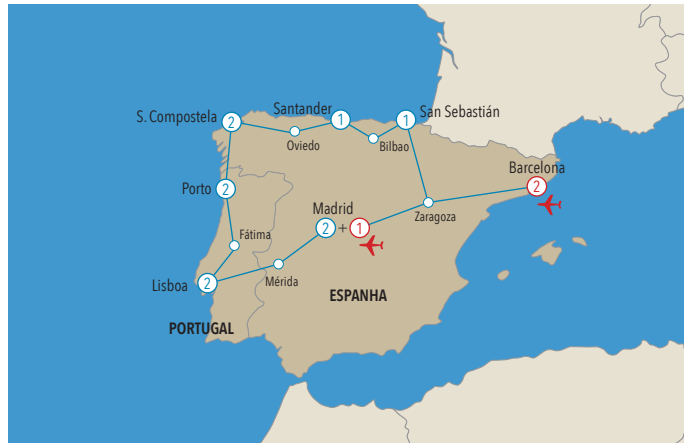 S. Compostela
2
Santander
1
1
San Sebastián
Oviedo
Bilbao
Barcelona
2
Porto
2
Zaragoza
Madrid
2 + 1
Fátima
Lisboa
2
Mérida
ESPANHA
PORTUGAL